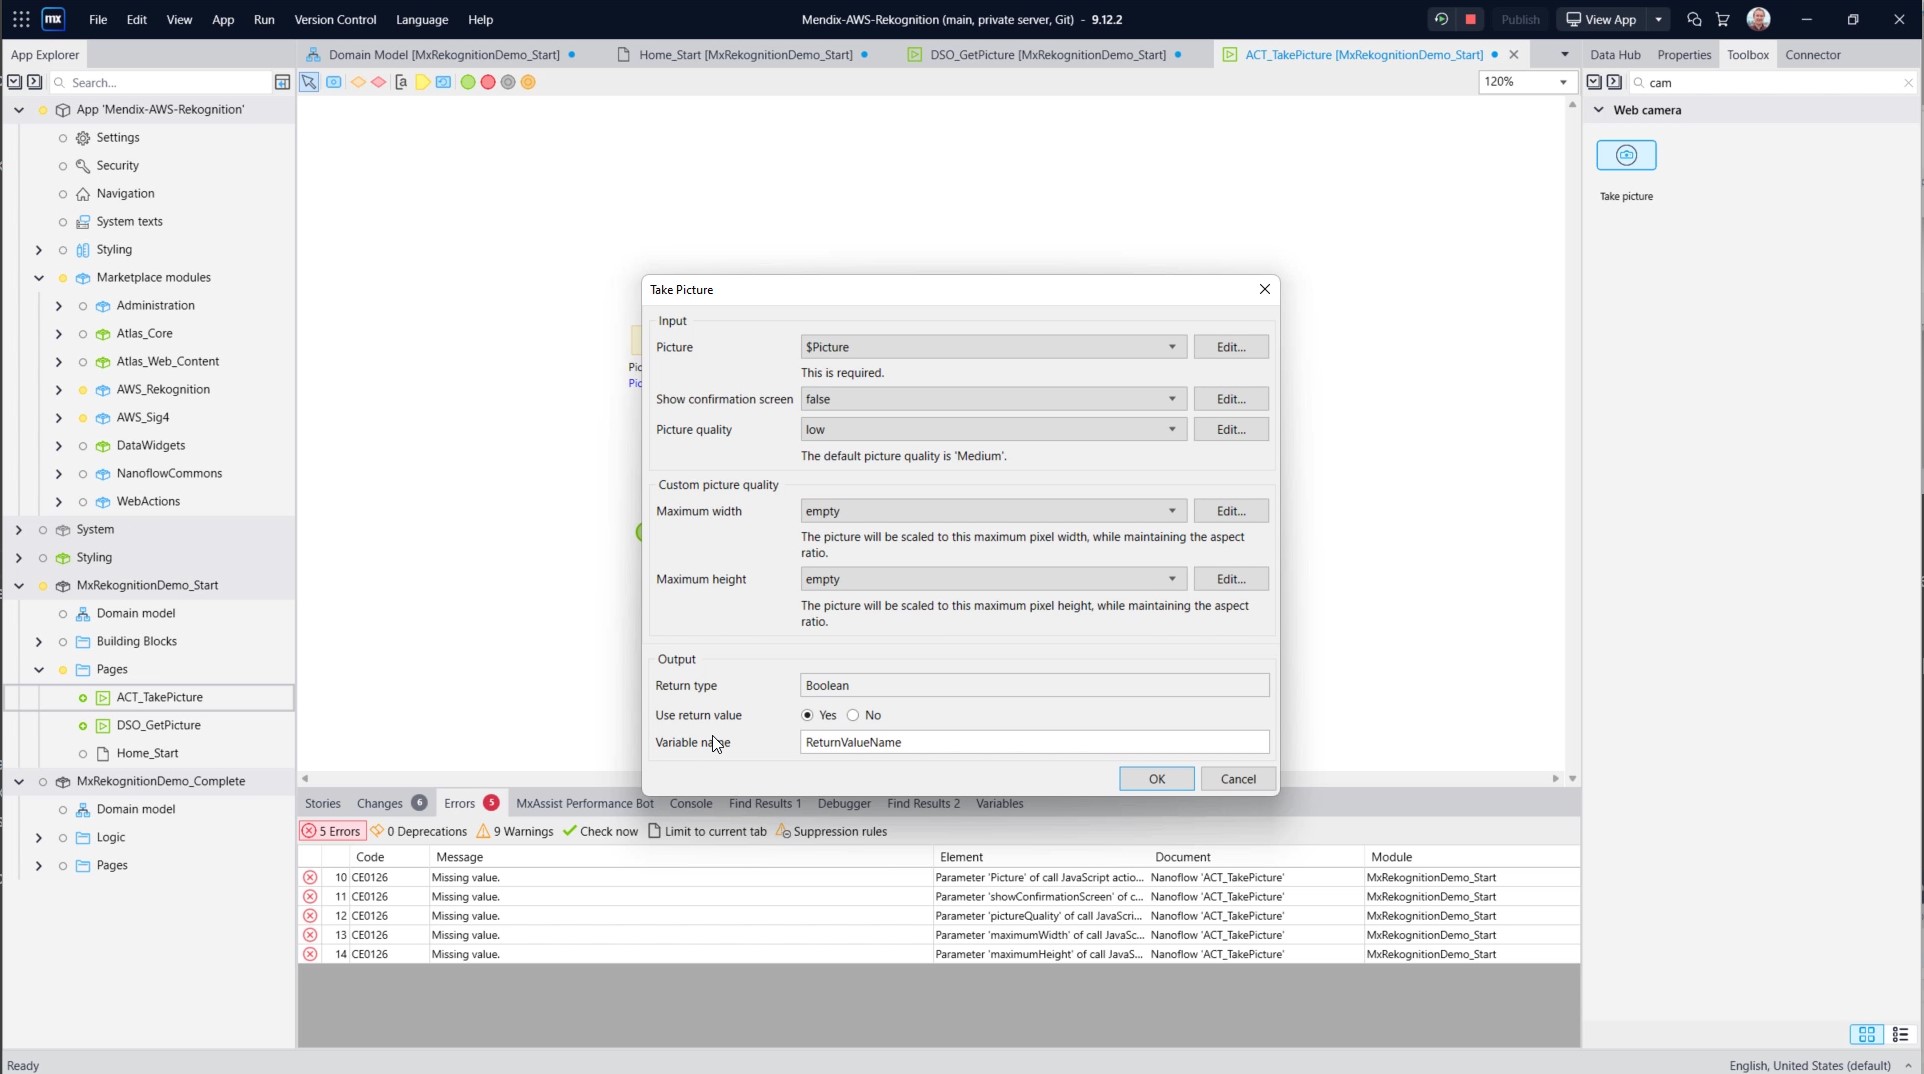 mx File Edit View App Run Version Control Language Help Mendix-AWS-Rekognition (main, private server, Git) - 9.12.2 Publish View App
App Explorer Domain Model [MxRekognitionDemo_Start] Home_Start [MxRekognitionDemo_Start] DSO_GetPicture [MxRekognitionDemo_Start] ACT_TakePicture [MxRekognitionDemo_Start] Data Hub Properties Toolbox Connector
Search... 120% cam
App 'Mendix-AWS-Rekognition'
Settings
Security
Navigation
System texts
Styling
Marketplace modules
Administration
Atlas_Core
Atlas_Web_Content
AWS_Rekognition
AWS_Sig4
DataWidgets
NanoflowCommons
WebActions
System
Styling
MxRekognitionDemo_Start
Domain model
Building Blocks
Pages
ACT_TakePicture
DSO_GetPicture
Home_Start
MxRekognitionDemo_Complete
Domain model
Logic
Pages
Web camera
Take picture
Pic
Pic
Take Picture
Input
Picture $Picture Edit...
This is required.
Show confirmation screen false Edit...
Picture quality low Edit...
The default picture quality is 'Medium'.
Custom picture quality
Maximum width empty Edit...
The picture will be scaled to this maximum pixel width, while maintaining the aspect
ratio.
Maximum height empty Edit...
The picture will be scaled to this maximum pixel height, while maintaining the aspect
ratio.
Output
Return type Boolean
Use return value Yes No
Variable name ReturnValueName
OK Cancel
Stories Changes 6 Errors 5 MxAssist Performance Bot Console Find Results 1 Debugger Find Results 2 Variables
5 Errors 0 Deprecations 9 Warnings Check now Limit to current tab Suppression rules
Code Message Element Document Module
10 CE0126 Missing value. Parameter 'Picture' of call JavaScript actio... Nanoflow 'ACT_TakePicture' MxRekognitionDemo_Start
11 CE0126 Missing value. Parameter 'showConfirmationScreen' of c... Nanoflow 'ACT_TakePicture' MxRekognitionDemo_Start
12 CE0126 Missing value. Parameter 'pictureQuality' of call JavaScri... Nanoflow 'ACT_TakePicture' MxRekognitionDemo_Start
13 CE0126 Missing value. Parameter 'maximumWidth' of call JavaSc... Nanoflow 'ACT_TakePicture' MxRekognitionDemo_Start
14 CE0126 Missing value. Parameter 'maximumHeight' of call JavaS... Nanoflow 'ACT_TakePicture' MxRekognitionDemo_Start
Ready English, United States (default)